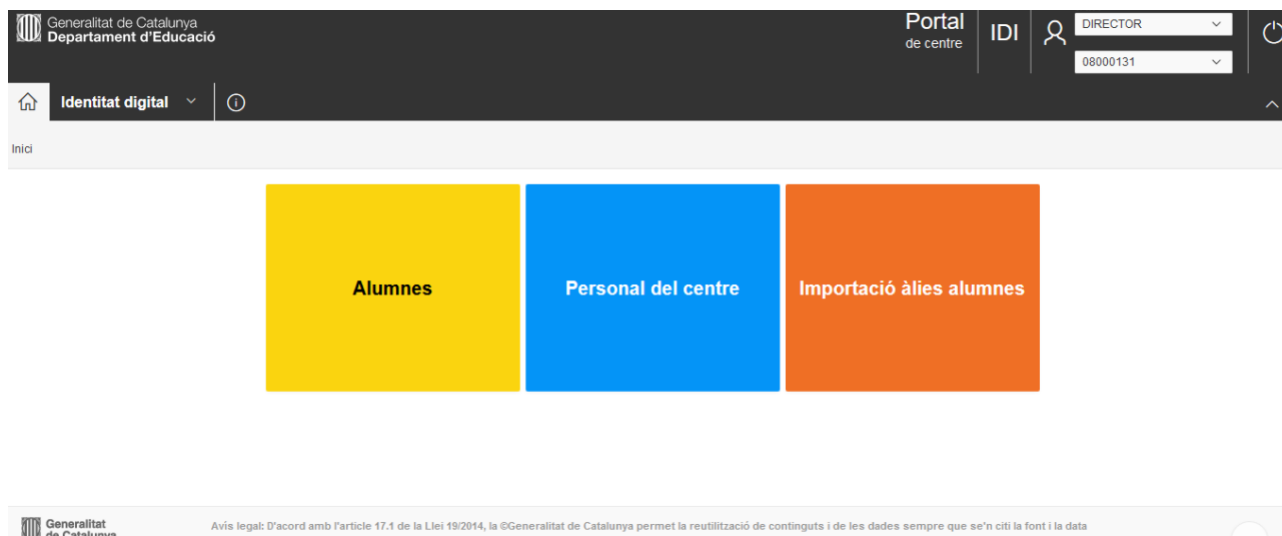 Generalitat de Catalunya
Departament d'Educació
Portal
de centre
IDI
DIRECTOR
08000131
Identitat digital
Inici
Alumnes
Personal del centre
Importació àlies alumnes
Generalitat
de Catalunya
Avís legal: D'acord amb l'article 17.1 de la Llei 19/2014, la ©Generalitat de Catalunya permet la reutilització de continguts i de les dades sempre que se'n citi la font i la data